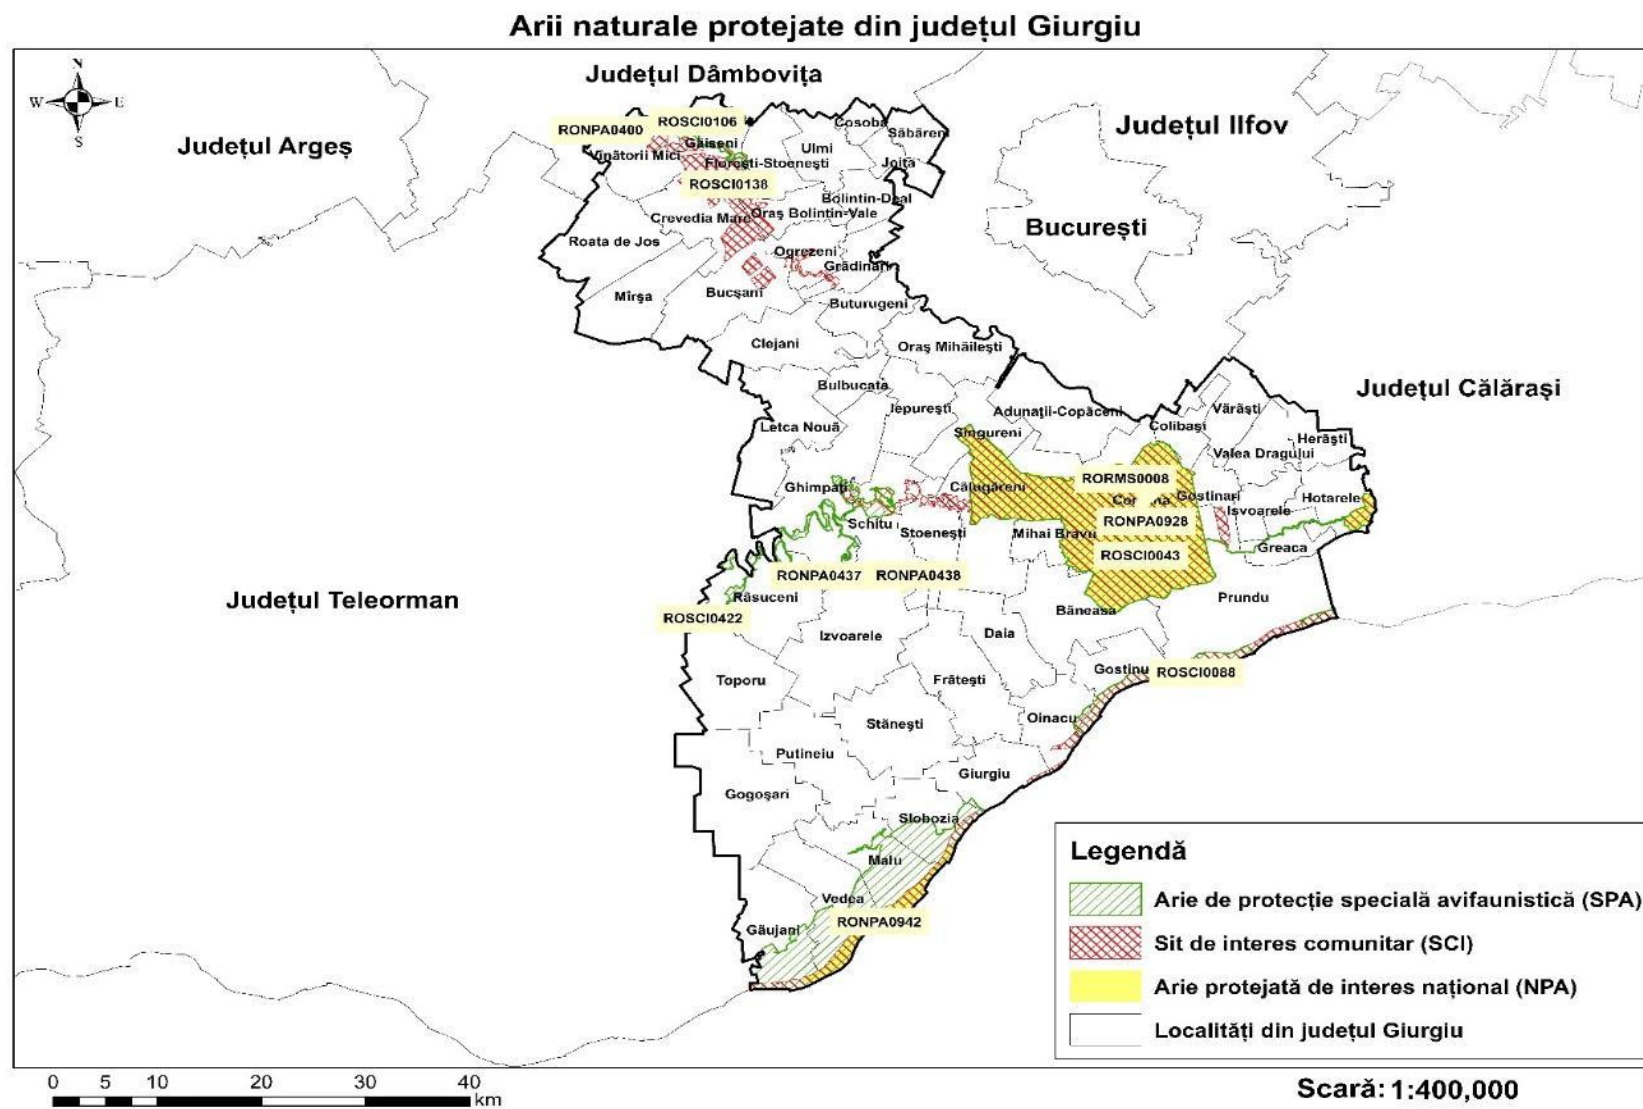 Arii naturale protejate din județul Giurgiu
N
W E
S
Județul Dâmbovița
Județul Argeș
Județul Ilfov
București
Județul Călărași
Județul Teleorman
RONPA0400
ROSCI0106
Găiseni
Vînătorii Mici
Florești-Stoenești
Ulmi
Cosoba
Săbăreni
Joița
ROSCI0138
Bolintin-Deal
Crevedia Mare
Oraș Bolintin-Vale
Roata de Jos
Ogrezeni
Grădinari
Mîrșa
Bucșani
Buturugeni
Clejani
Oraș Mihăilești
Bulbucata
Iepurești
Adunații-Copăceni
Vărăști
Letca Nouă
Singureni
Colibași
Herăști
Valea Dragului
Ghimpați
Călugăreni
RORMS0008
Gostinari
Hotarele
Isvoarele
Schitu
Stoenești
Mihai Bravu
RONPA0928
ROSCI0043
Greaca
RONPA0437
RONPA0438
Răsuceni
ROSCI0422
Băneasa
Prundu
Izvoarele
Daia
Toporu
Frătești
Gostinu
ROSCI0088
Stănești
Oinacu
Putineiu
Giurgiu
Gogoșari
Slobozia
Malu
Vedea
RONPA0942
Găujani
Legendă
Arie de protecție specială avifaunistică (SPA)
Sit de interes comunitar (SCI)
Arie protejată de interes național (NPA)
Localități din județul Giurgiu
0 5 10 20 30 40
km
Scară: 1:400,000